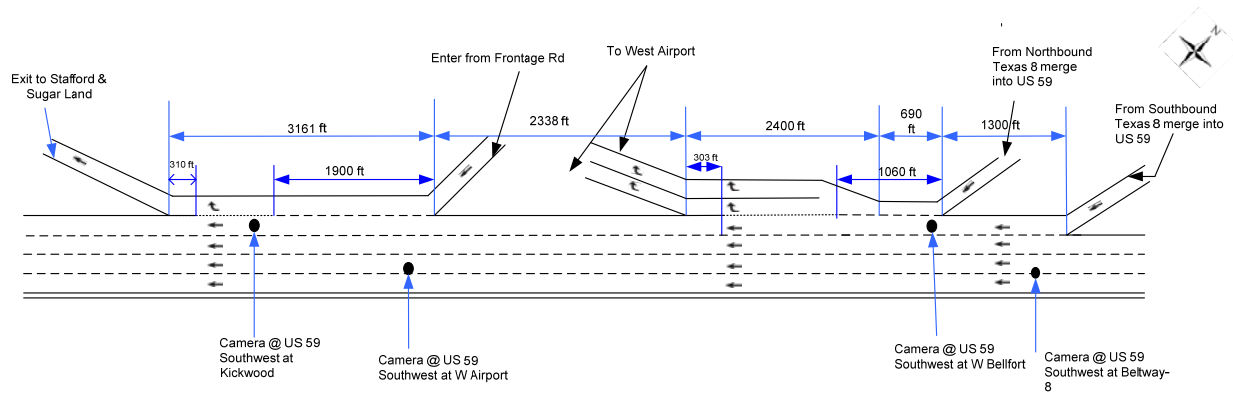 Exit to Stafford &
Sugar Land
Enter from Frontage Rd
To West Airport
From Northbound
Texas 8 merge
into US 59
N
From Southbound
Texas 8 merge into
US 59
3161 ft
2338 ft
2400 ft
690
ft
1300 ft
310 ft
1900 ft
303 ft
1060 ft
Camera @ US 59
Southwest at
Kickwood
Camera @ US 59
Southwest at W Airport
Camera @ US 59
Southwest at W Bellfort
Camera @ US 59
Southwest at Beltway-
8